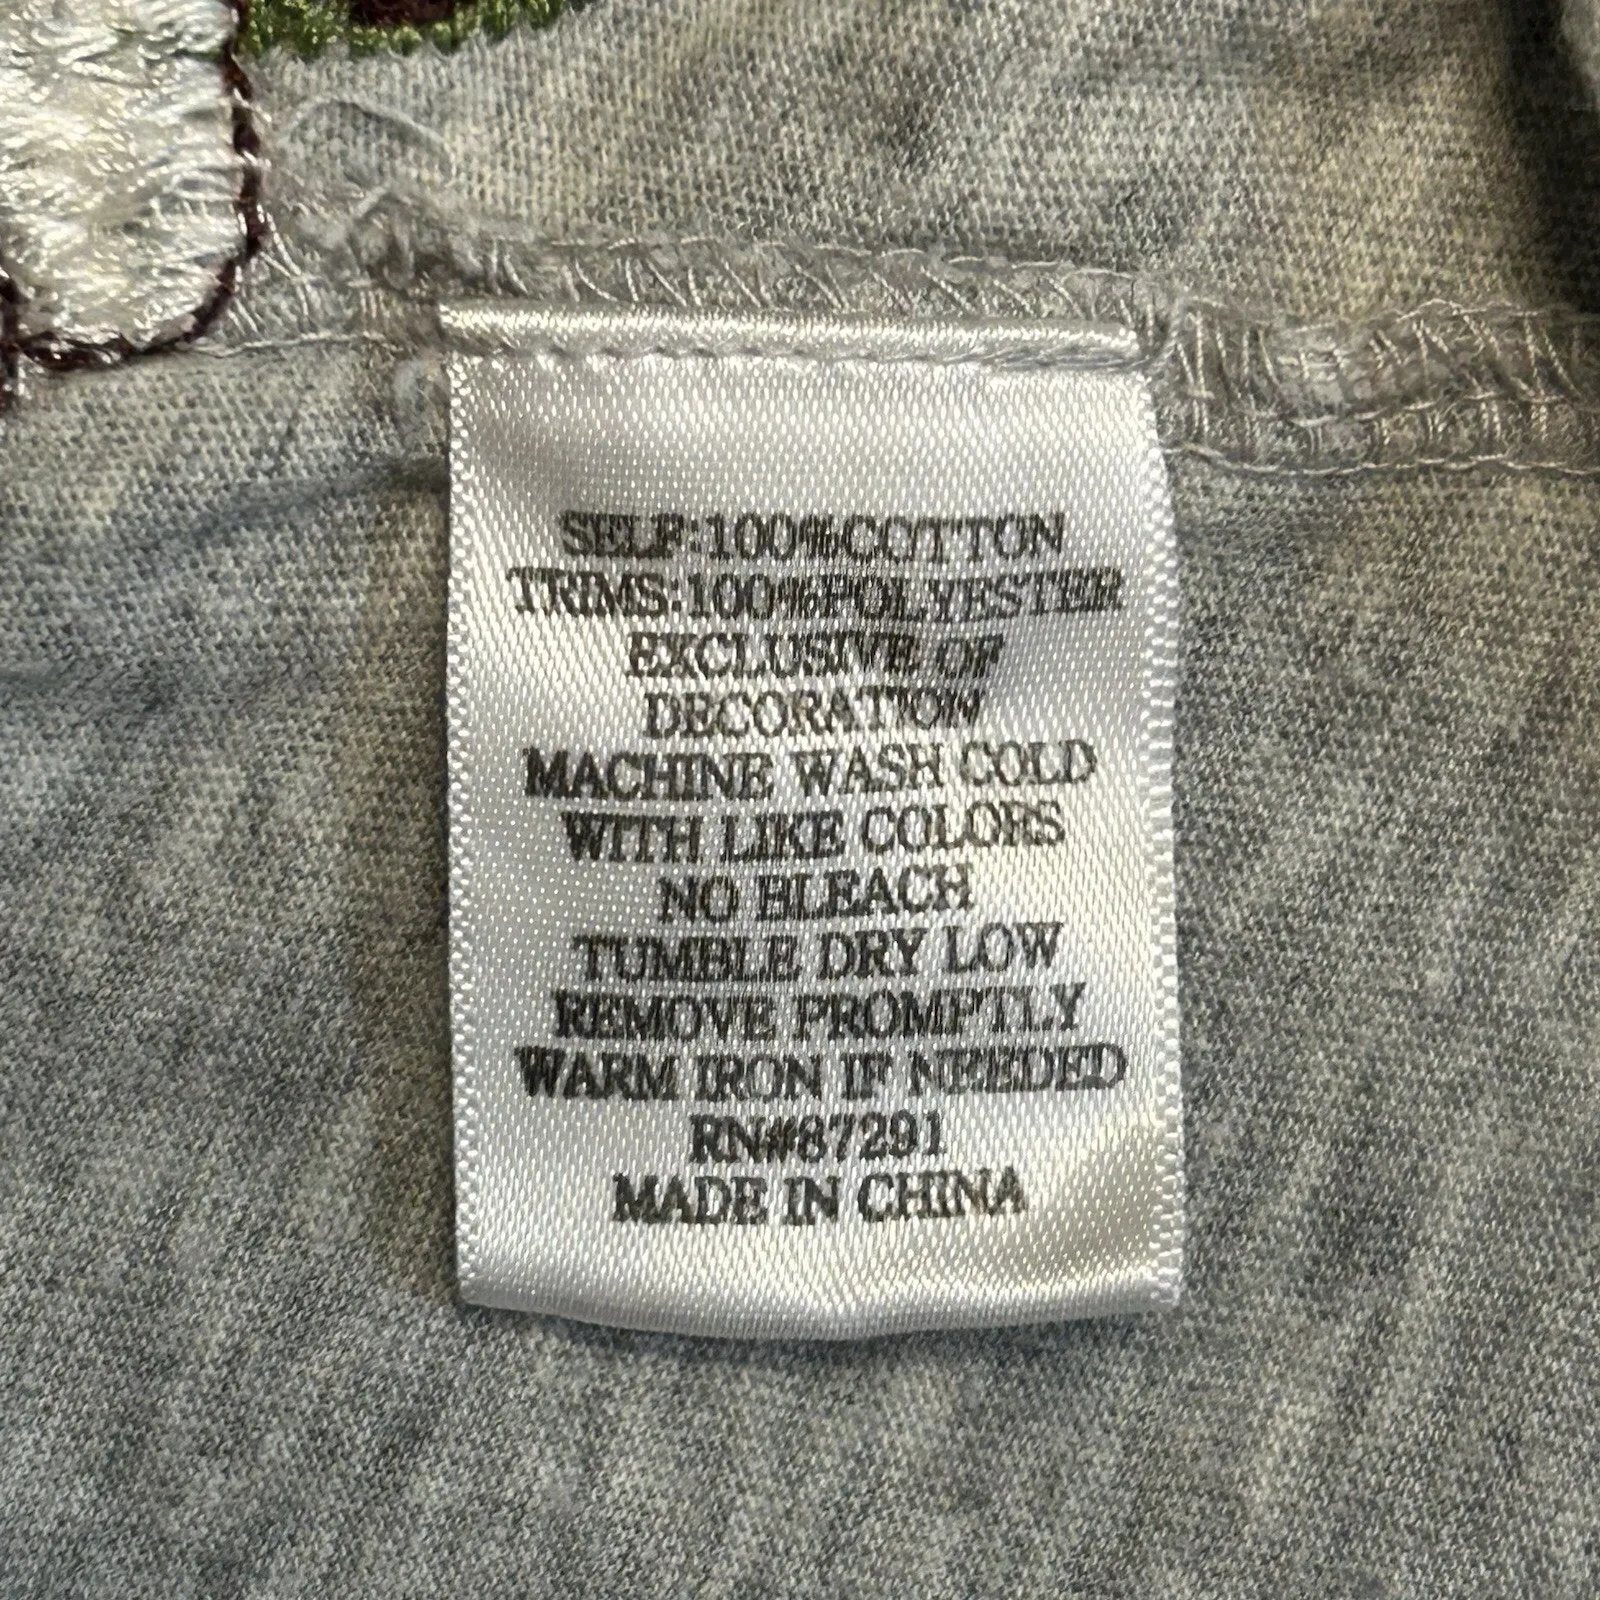 SELF:100%COTTON
TRIMS:100%POLYESTER
EXCLUSIVE OF
DECORATION
MACHINE WASH COLD
WITH LIKE COLORS
NO BLEACH
TUMBLE DRY LOW
REMOVE PROMPTLY
WARM IRON IF NEEDED
RN#87291
MADE IN CHINA